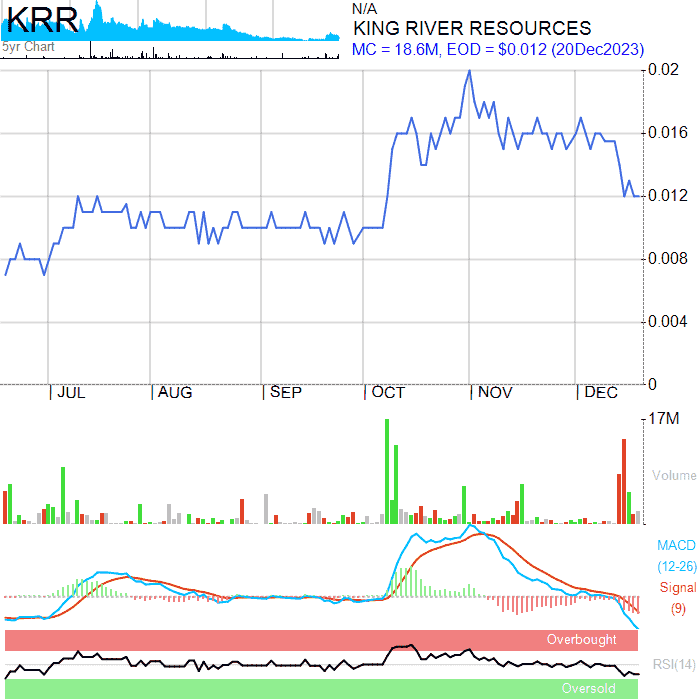 KRR
5yr Chart
N/A
KING RIVER RESOURCES
MC = 18.6M, EOD = $0.012 (20Dec2023)
0.02
0.016
0.012
0.008
0.004
0
JUL AUG SEP OCT NOV DEC
17M
Volume
MACD
(12-26)
Signal
(9)
Overbought
RSI(14)
Oversold